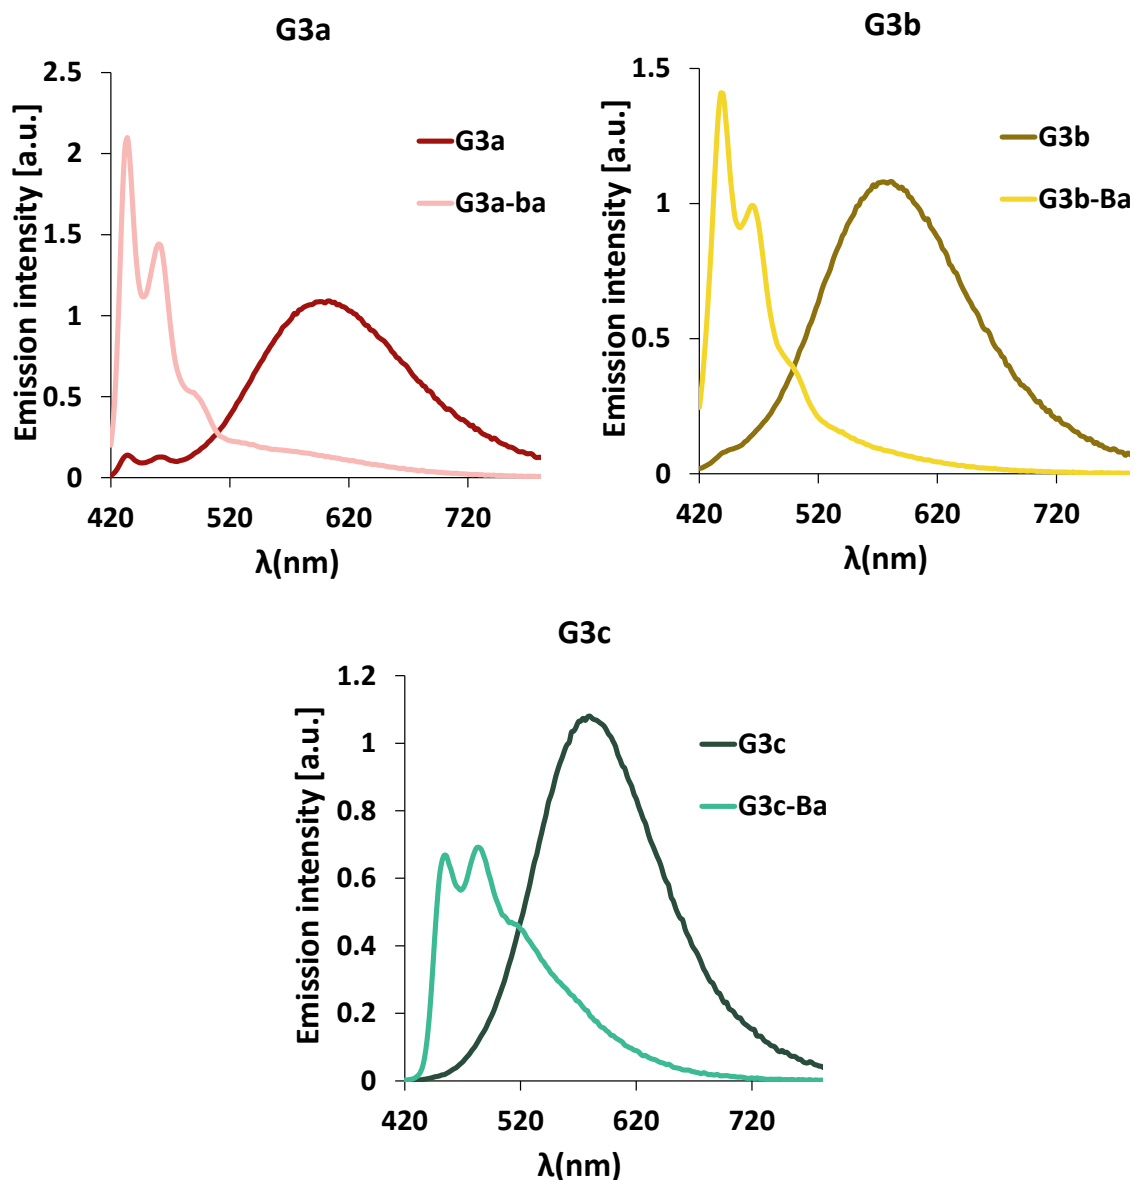 G3a
Emission intensity [a.u.]
2.5
2
1.5
1
0.5
0
420
520
620
720
λ(nm)
G3a
G3a-ba
G3b
Emission intensity [a.u.]
1.5
1
0.5
0
420
520
620
720
λ(nm)
G3b
G3b-Ba
G3c
Emission intensity [a.u.]
1.2
1
0.8
0.6
0.4
0.2
0
420
520
620
720
λ(nm)
G3c
G3c-Ba